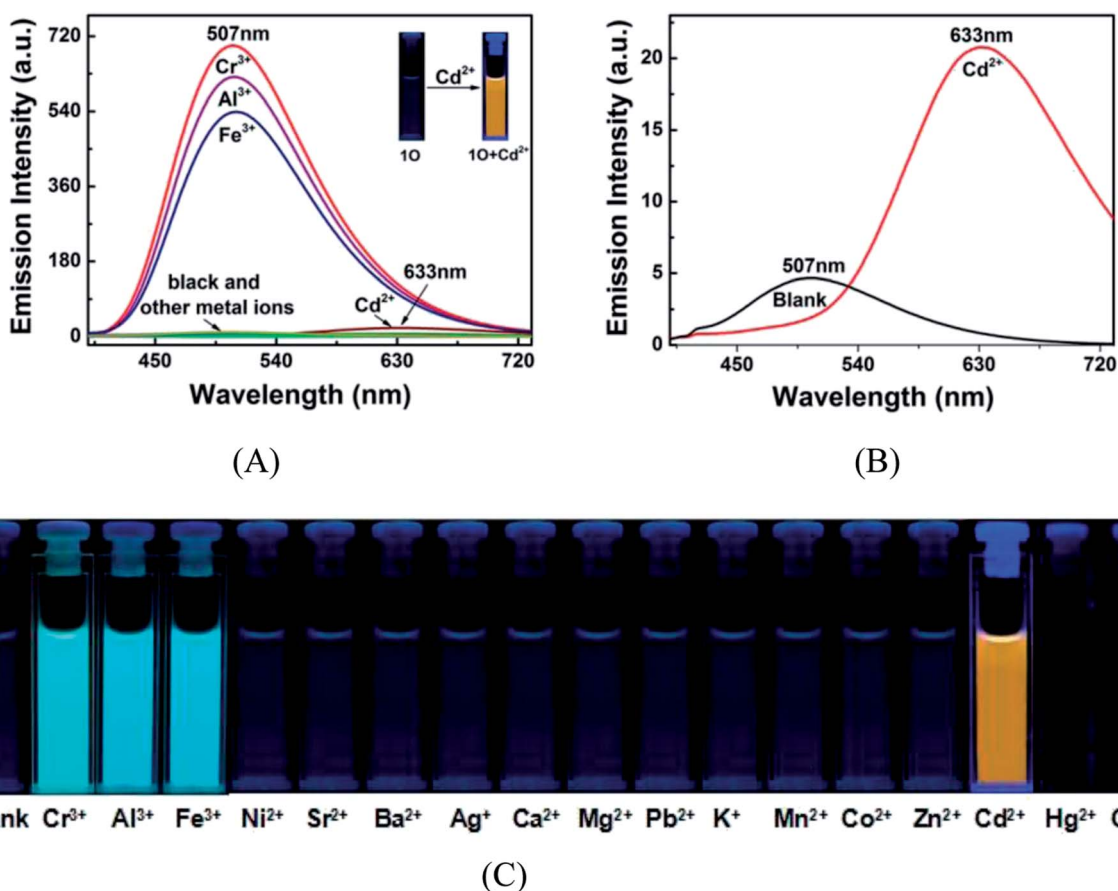 720
540
360
180
0
450
540
630
720
Emission Intensity (a.u.)
Wavelength (nm)
507nm
Cr³⁺
Al³⁺
Fe³⁺
Cd²⁺
1O
1O+Cd²⁺
black and
other metal ions
Cd²⁺
633nm
(A)
20
15
10
5
0
450
540
630
720
Emission Intensity (a.u.)
Wavelength (nm)
633nm
Cd²⁺
507nm
Blank
(B)
nk Cr³⁺ Al³⁺ Fe³⁺ Ni²⁺ Sr²⁺ Ba²⁺ Ag⁺ Ca²⁺ Mg²⁺ Pb²⁺ K⁺ Mn²⁺ Co²⁺ Zn²⁺ Cd²⁺ Hg²⁺
(C)